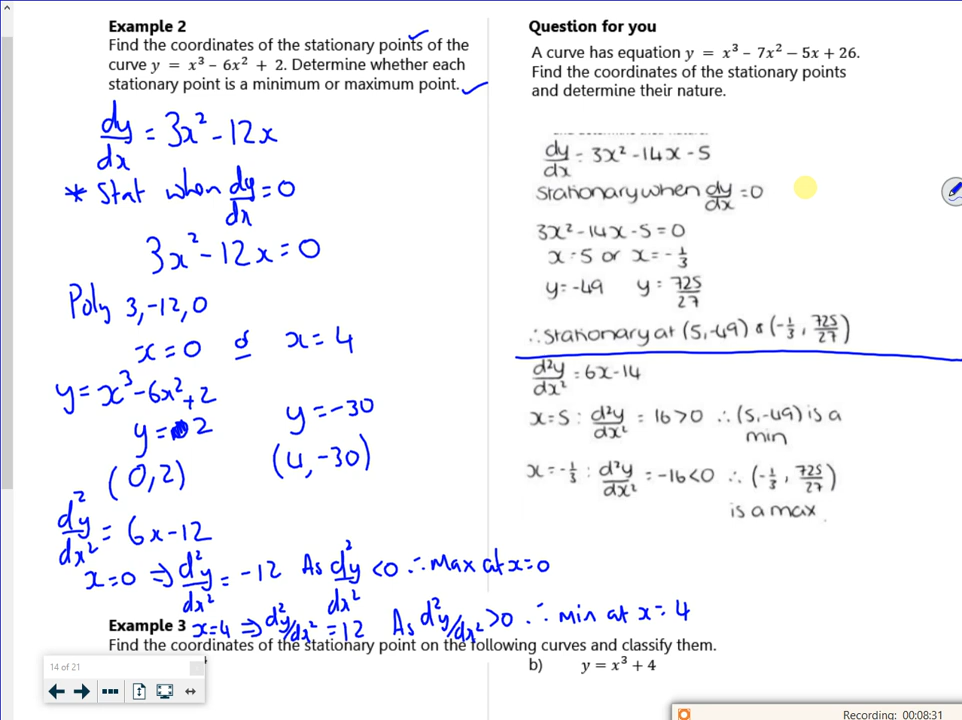 Example 2
Find the coordinates of the stationary points of the
curve y = x³ − 6x² + 2. Determine whether each
stationary point is a minimum or maximum point.
dy/dx = 3x² − 12x
* Stat when dy/dx = 0
3x² − 12x = 0
Poly 3, −12, 0
x = 0 or x = 4
y = x³ − 6x² + 2
y = 2 y = −30
(0, 2) (4, −30)
d²y/dx² = 6x − 12
x = 0 ⇒ d²y/dx² = −12 As d²y/dx² < 0 ∴ Max at x = 0
x = 4 ⇒ d²y/dx² = 12 As d²y/dx² > 0 ∴ min at x = 4
Question for you
A curve has equation y = x³ − 7x² − 5x + 26.
Find the coordinates of the stationary points
and determine their nature.
dy/dx = 3x² − 14x − 5
Stationary when dy/dx = 0
3x² − 14x − 5 = 0
x = 5 or x = −1/3
y = −49 y = 725/27
∴ Stationary at (5, −49) & (−1/3, 725/27)
d²y/dx² = 6x − 14
x = 5 : d²y/dx² = 16 > 0 ∴ (5, −49) is a
min
x = −1/3 : d²y/dx² = −16 < 0 ∴ (−1/3, 725/27)
is a max
Example 3
Find the coordinates of the stationary point on the following curves and classify them.
b) y = x³ + 4
14 of 21
Recording: 00:08:31